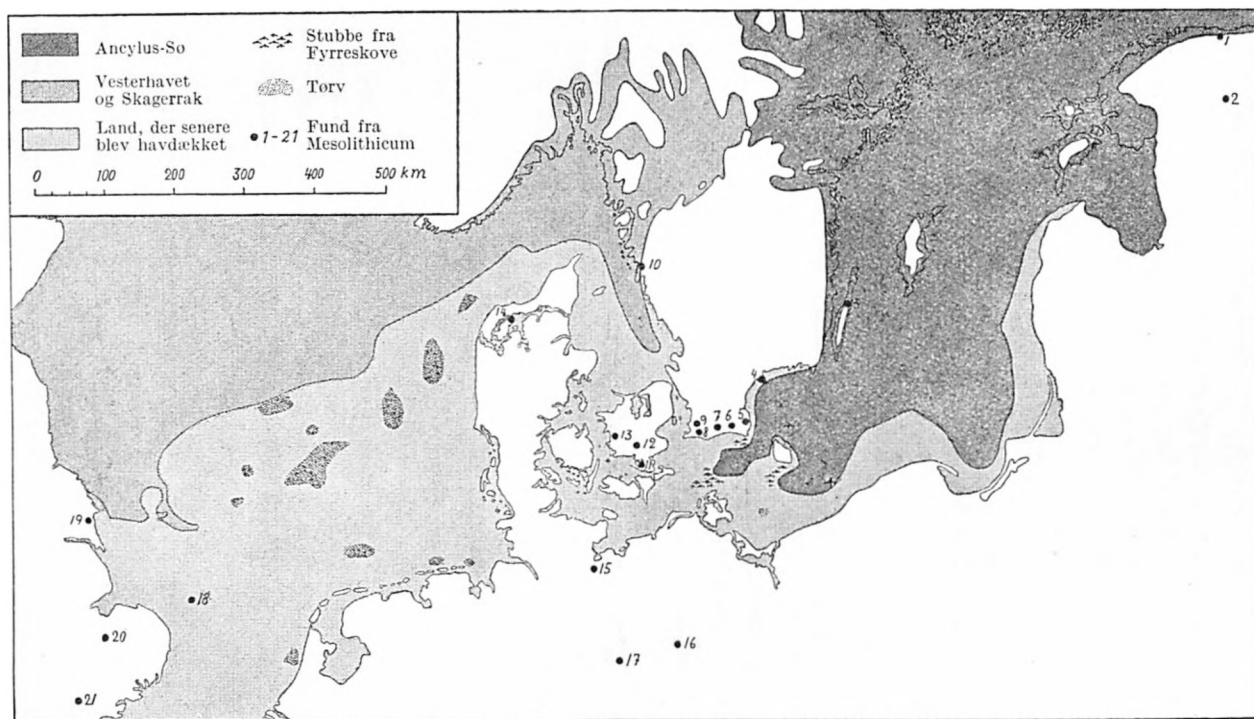 Ancylus-Sø
Vesterhavet
og Skagerrak
Land, der senere
blev havdækket
Stubbe fra
Fyrreskove
Tørv
1-21 Fund fra
Mesolithicum
0 100 200 300 400 500 km
1
2
10
14
3
4
9 7 6 5
8
13
12
19
15
18
20
16
17
21